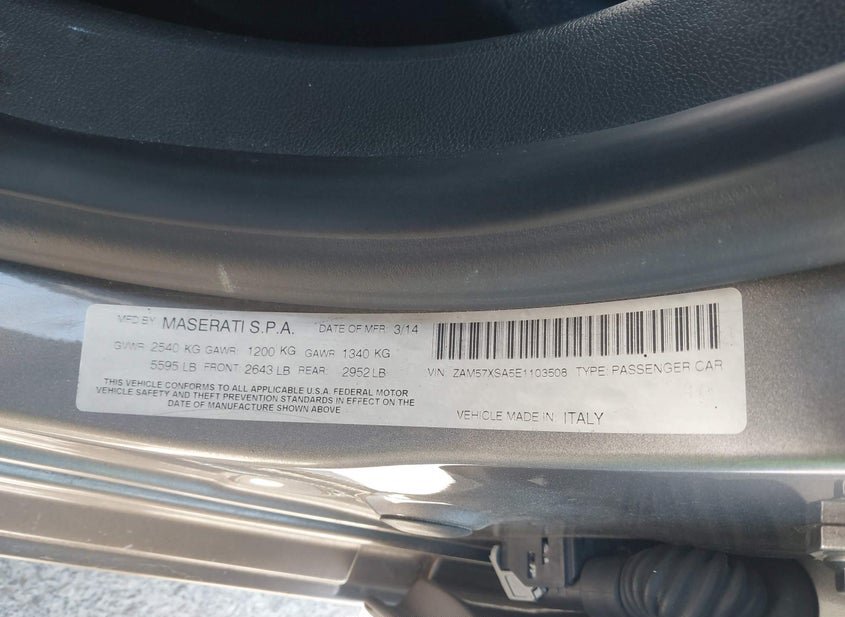 MFD BY MASERATI S.P.A. DATE OF MFR: 3/14
GVWR: 2540 KG GAWR: 1200 KG GAWR: 1340 KG
5595 LB FRONT: 2643 LB REAR: 2952 LB
THIS VEHICLE CONFORMS TO ALL APPLICABLE U.S.A. FEDERAL MOTOR
VEHICLE SAFETY AND THEFT PREVENTION STANDARDS IN EFFECT ON THE
DATE OF MANUFACTURE SHOWN ABOVE
VIN: ZAM57XSA5E1103508 TYPE: PASSENGER CAR
VEHICLE MADE IN: ITALY